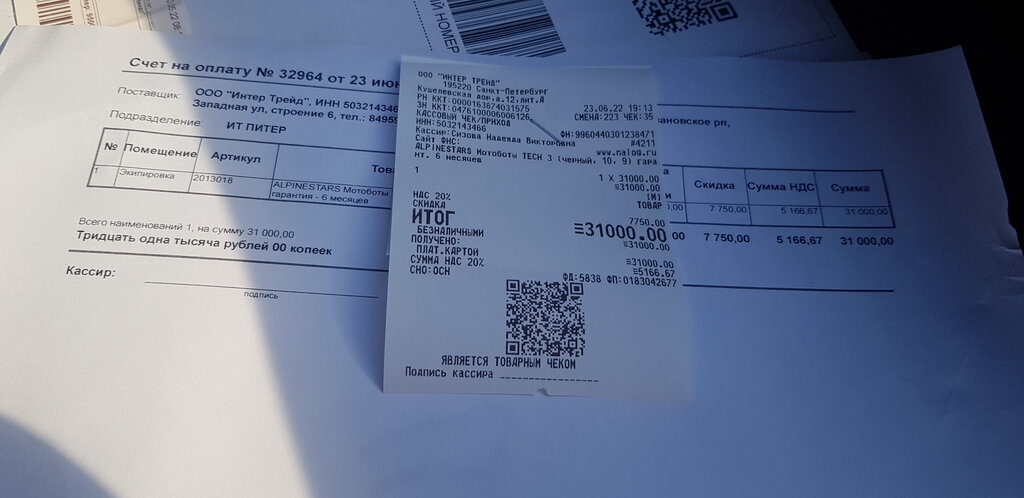 НОМЕР
Счет на оплату № 32964 от 23
Поставщик: ООО "Интер Трейд", ИНН
Западная ул, строение 6, тел.:
Подразделение: ИТ ПИТЕР
№ Помещение Артикул
1 Экипировка 2013018 ALPINESTARS Мотоботы
гарантия - 6 месяцев
Всего наименований 1, на сумму 31 000,00
Тридцать одна тысяча рублей 00 копеек
Кассир:
подпись
ООО "ИНТЕР ТРЕЙД"
195220 Санкт-Петербург
Кушелевская дор,д.12,лит.А
РН ККТ:0000163874031575 23.06.22 19:13
ЗН ККТ:0476100006006126 СМЕНА:223 ЧЕК:35
КАССОВЫЙ ЧЕК/ПРИХОД
ИНН:5032143466 ФН:9960440301238471
Кассир:Сизова Надежда Викторовна #4211
Сайт ФНС: www.nalog.ru
ALPINESTARS Мотоботы TECH 3 (черный, 10, 9) гара
нт. 6 месяцев
1 1 X 31000.00
≡31000.00
[М]
НДС 20% ТОВАР
СКИДКА 7750.00
ИТОГ ≡31000.00
БЕЗНАЛИЧНЫМИ ≡31000.00
ПОЛУЧЕНО:
ПЛАТ.КАРТОЙ ≡31000.00
СУММА НДС 20% ≡5166.67
СНО:ОСН ФД:5838 ФП:0183042677
ЯВЛЯЕТСЯ ТОВАРНЫМ ЧЕКОМ
Подпись кассира
рп,
Скидка Сумма НДС Сумма
7 750,00 5 166,67 31 000,00
00 7 750,00 5 166,67 31 000,00